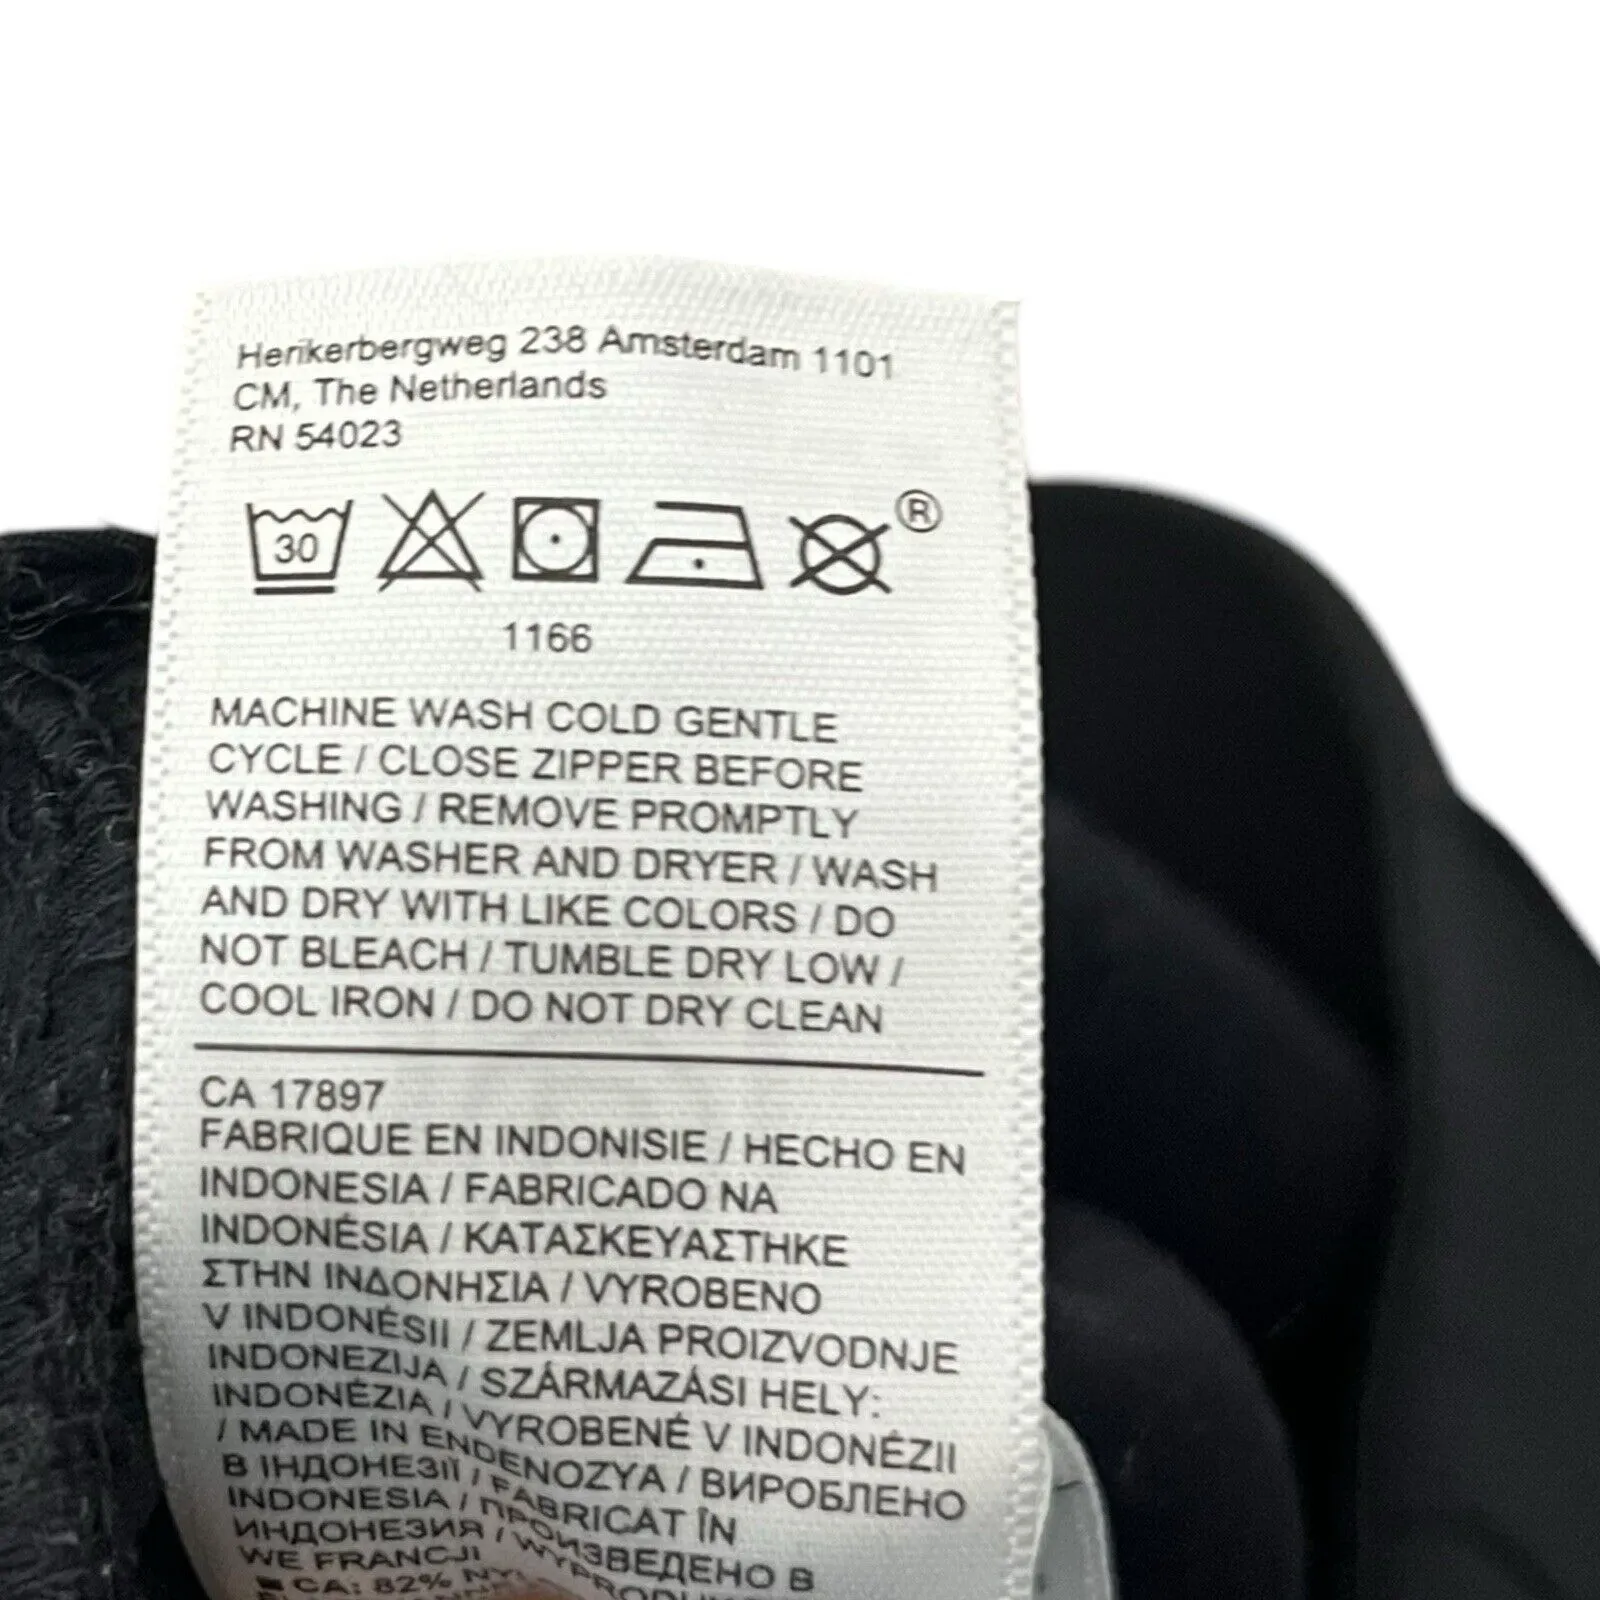 Herikerbergweg 238 Amsterdam 1101
CM, The Netherlands
RN 54023
30
®
1166
MACHINE WASH COLD GENTLE
CYCLE / CLOSE ZIPPER BEFORE
WASHING / REMOVE PROMPTLY
FROM WASHER AND DRYER / WASH
AND DRY WITH LIKE COLORS / DO
NOT BLEACH / TUMBLE DRY LOW /
COOL IRON / DO NOT DRY CLEAN
CA 17897
FABRIQUE EN INDONISIE / HECHO EN
INDONESIA / FABRICADO NA
INDONÉSIA / ΚΑΤΑΣΚΕΥΑΣΤΗΚΕ
ΣΤΗΝ ΙΝΔΟΝΗΣΙΑ / VYROBENO
V INDONÉSII / ZEMLJA PROIZVODNJE
INDONEZIJA / SZÁRMAZÁSI HELY:
INDONÉZIA / VYROBENÉ V INDONÉZII
/ MADE IN ENDENOZYA / ВИРОБЛЕНО
В ІНДОНЕЗІЇ / FABRICAT ÎN
INDONESIA / ПРОИЗВЕДЕНО В
ИНДОНЕЗИЯ /
WE FRANCJI
CA: 82%